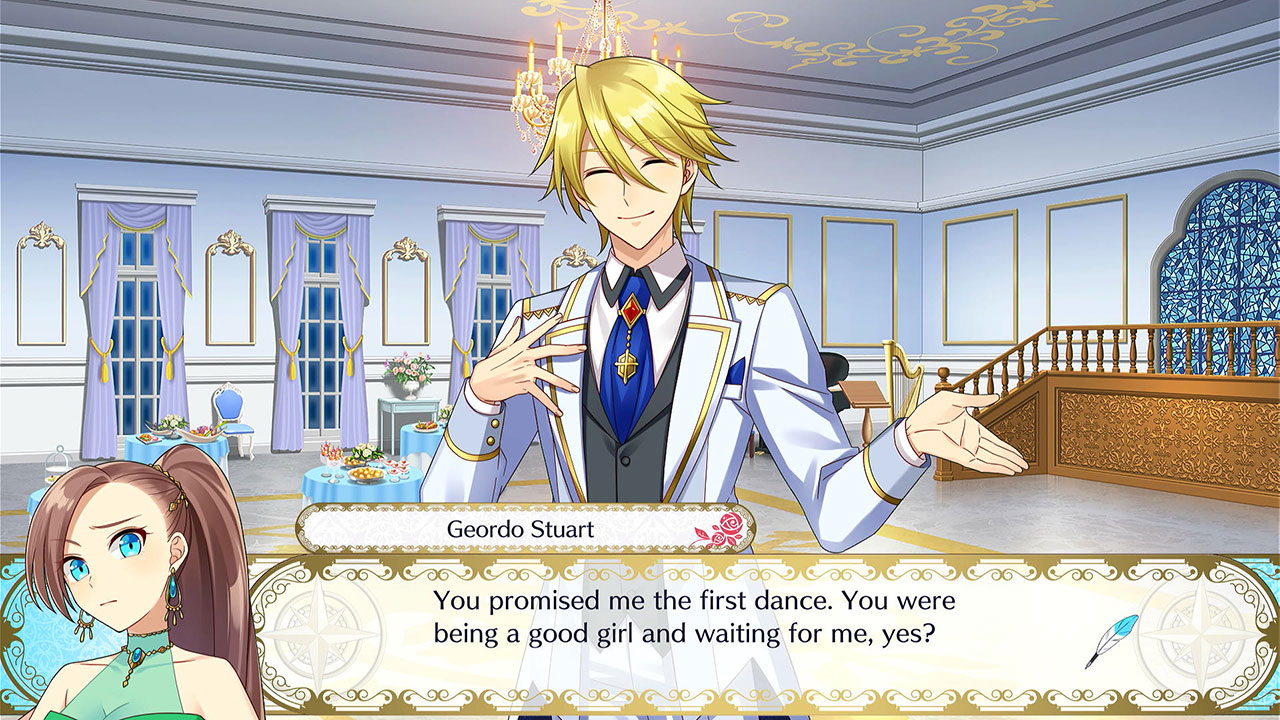 Geordo Stuart
You promised me the first dance. You were
being a good girl and waiting for me, yes?